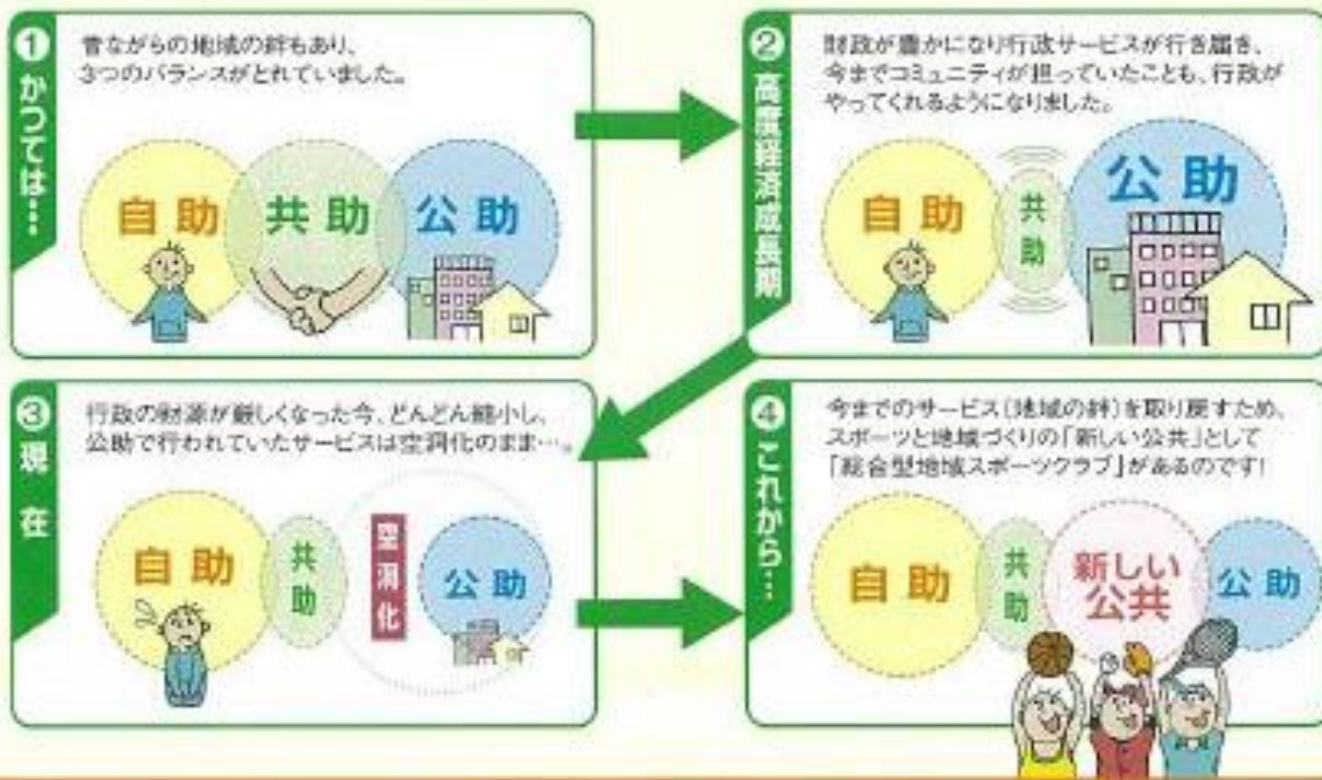 ① かつては…
昔ながらの地域の絆もあり、
3つのバランスがとれていました。
自助
共助
公助
② 高度経済成長期
財政が豊かになり行政サービスが行き届き、
今までコミュニティが担っていたことも、行政が
やってくれるようになりました。
自助
共助
公助
③ 現在
行政の財源が厳しくなった今、どんどん縮小し、
公助で行われていたサービスは空洞化のまま…。
自助
共助
空洞化
公助
④ これから…
今までのサービス(地域の絆)を取り戻すため、
スポーツと地域づくりの「新しい公共」として
「総合型地域スポーツクラブ」があるのです!
自助
共助
新しい
公共
公助